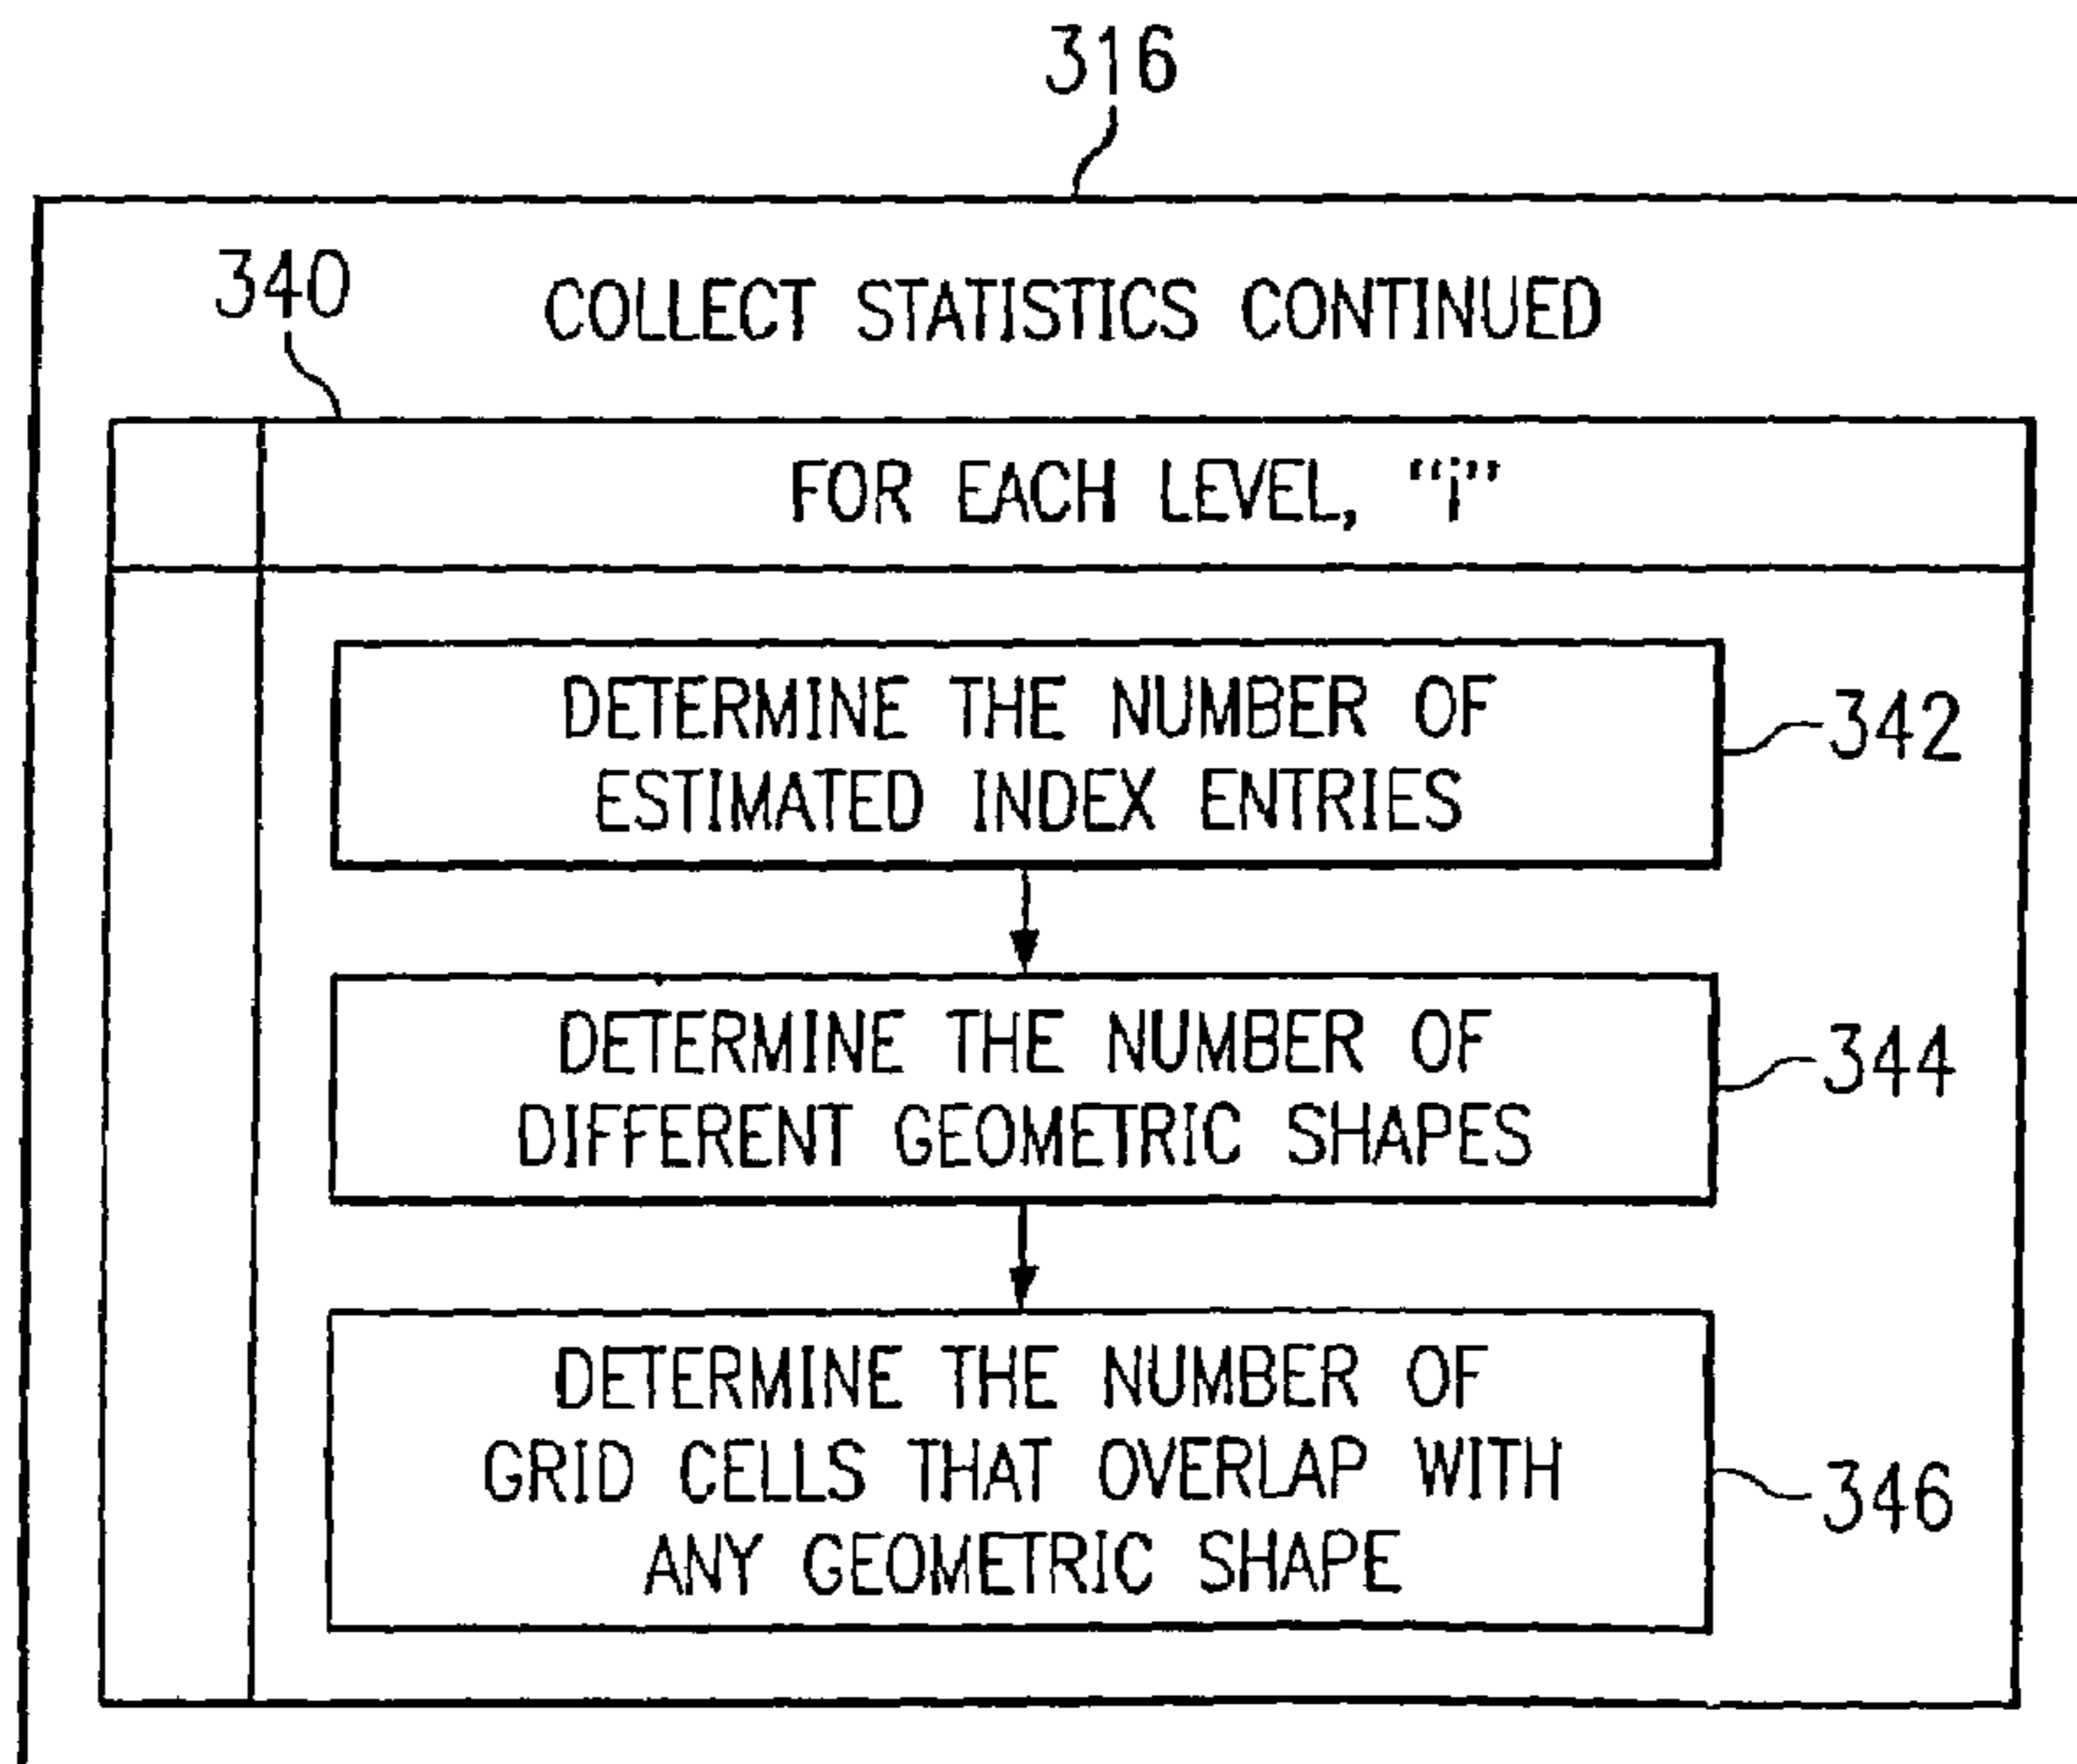 316
340
COLLECT STATISTICS CONTINUED
FOR EACH LEVEL, "i"
DETERMINE THE NUMBER OF
ESTIMATED INDEX ENTRIES
342
DETERMINE THE NUMBER OF
DIFFERENT GEOMETRIC SHAPES
344
DETERMINE THE NUMBER OF
GRID CELLS THAT OVERLAP WITH
ANY GEOMETRIC SHAPE
346